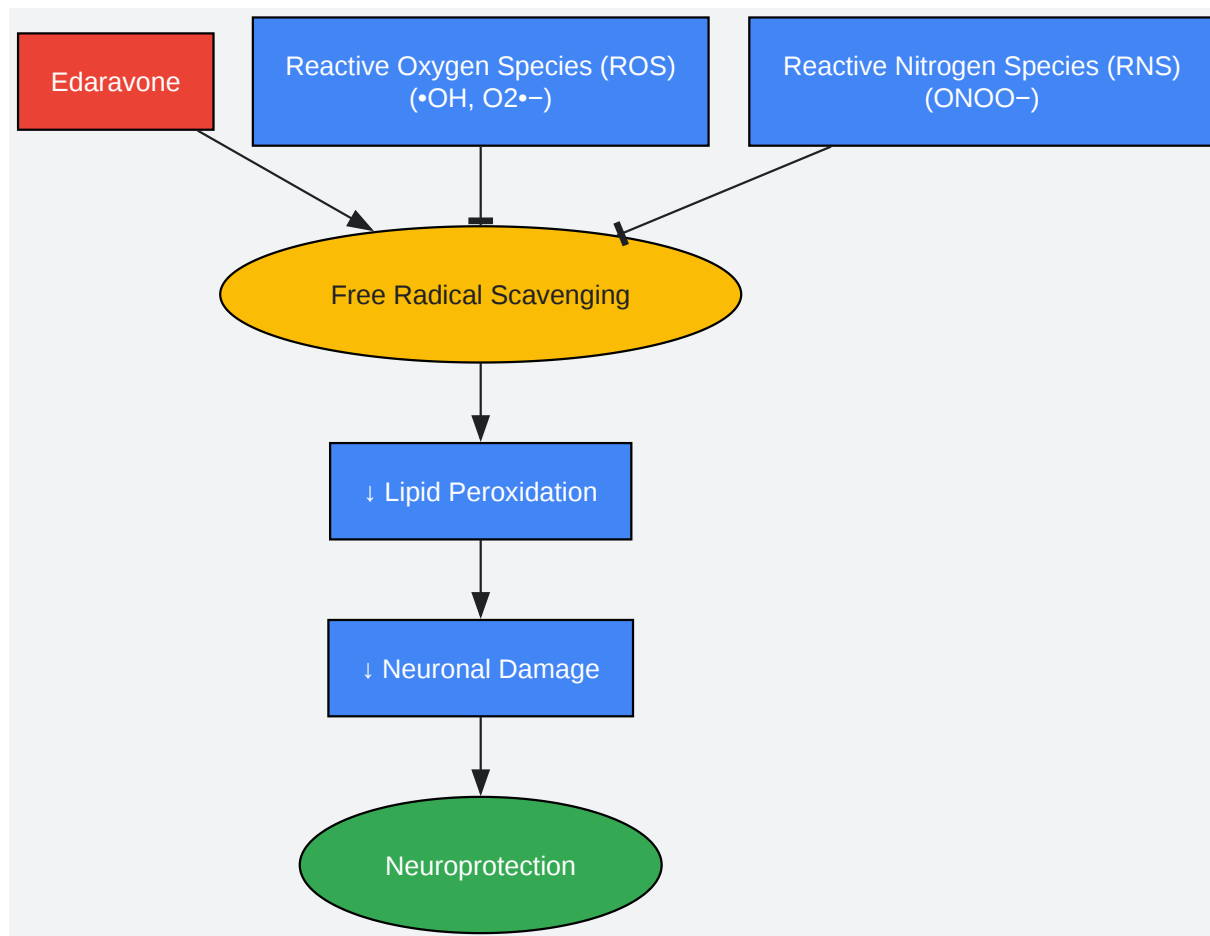 Edaravone
Reactive Oxygen Species (ROS)
(•OH, O2•−)
Reactive Nitrogen Species (RNS)
(ONOO−)
Free Radical Scavenging
↓ Lipid Peroxidation
↓ Neuronal Damage
Neuroprotection